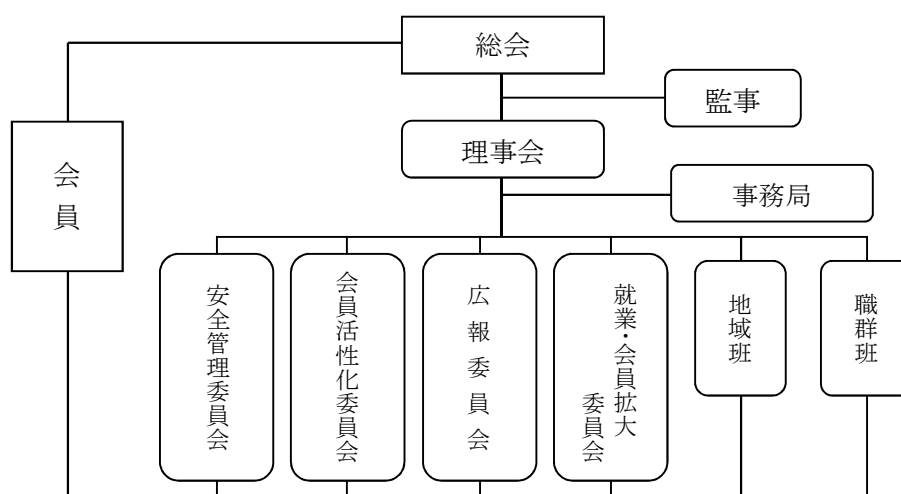 総会
監事
理事会
会員
事務局
安全管理委員会
会員活性化委員会
広報委員会
就業・会員拡大
委員会
地域班
職群班